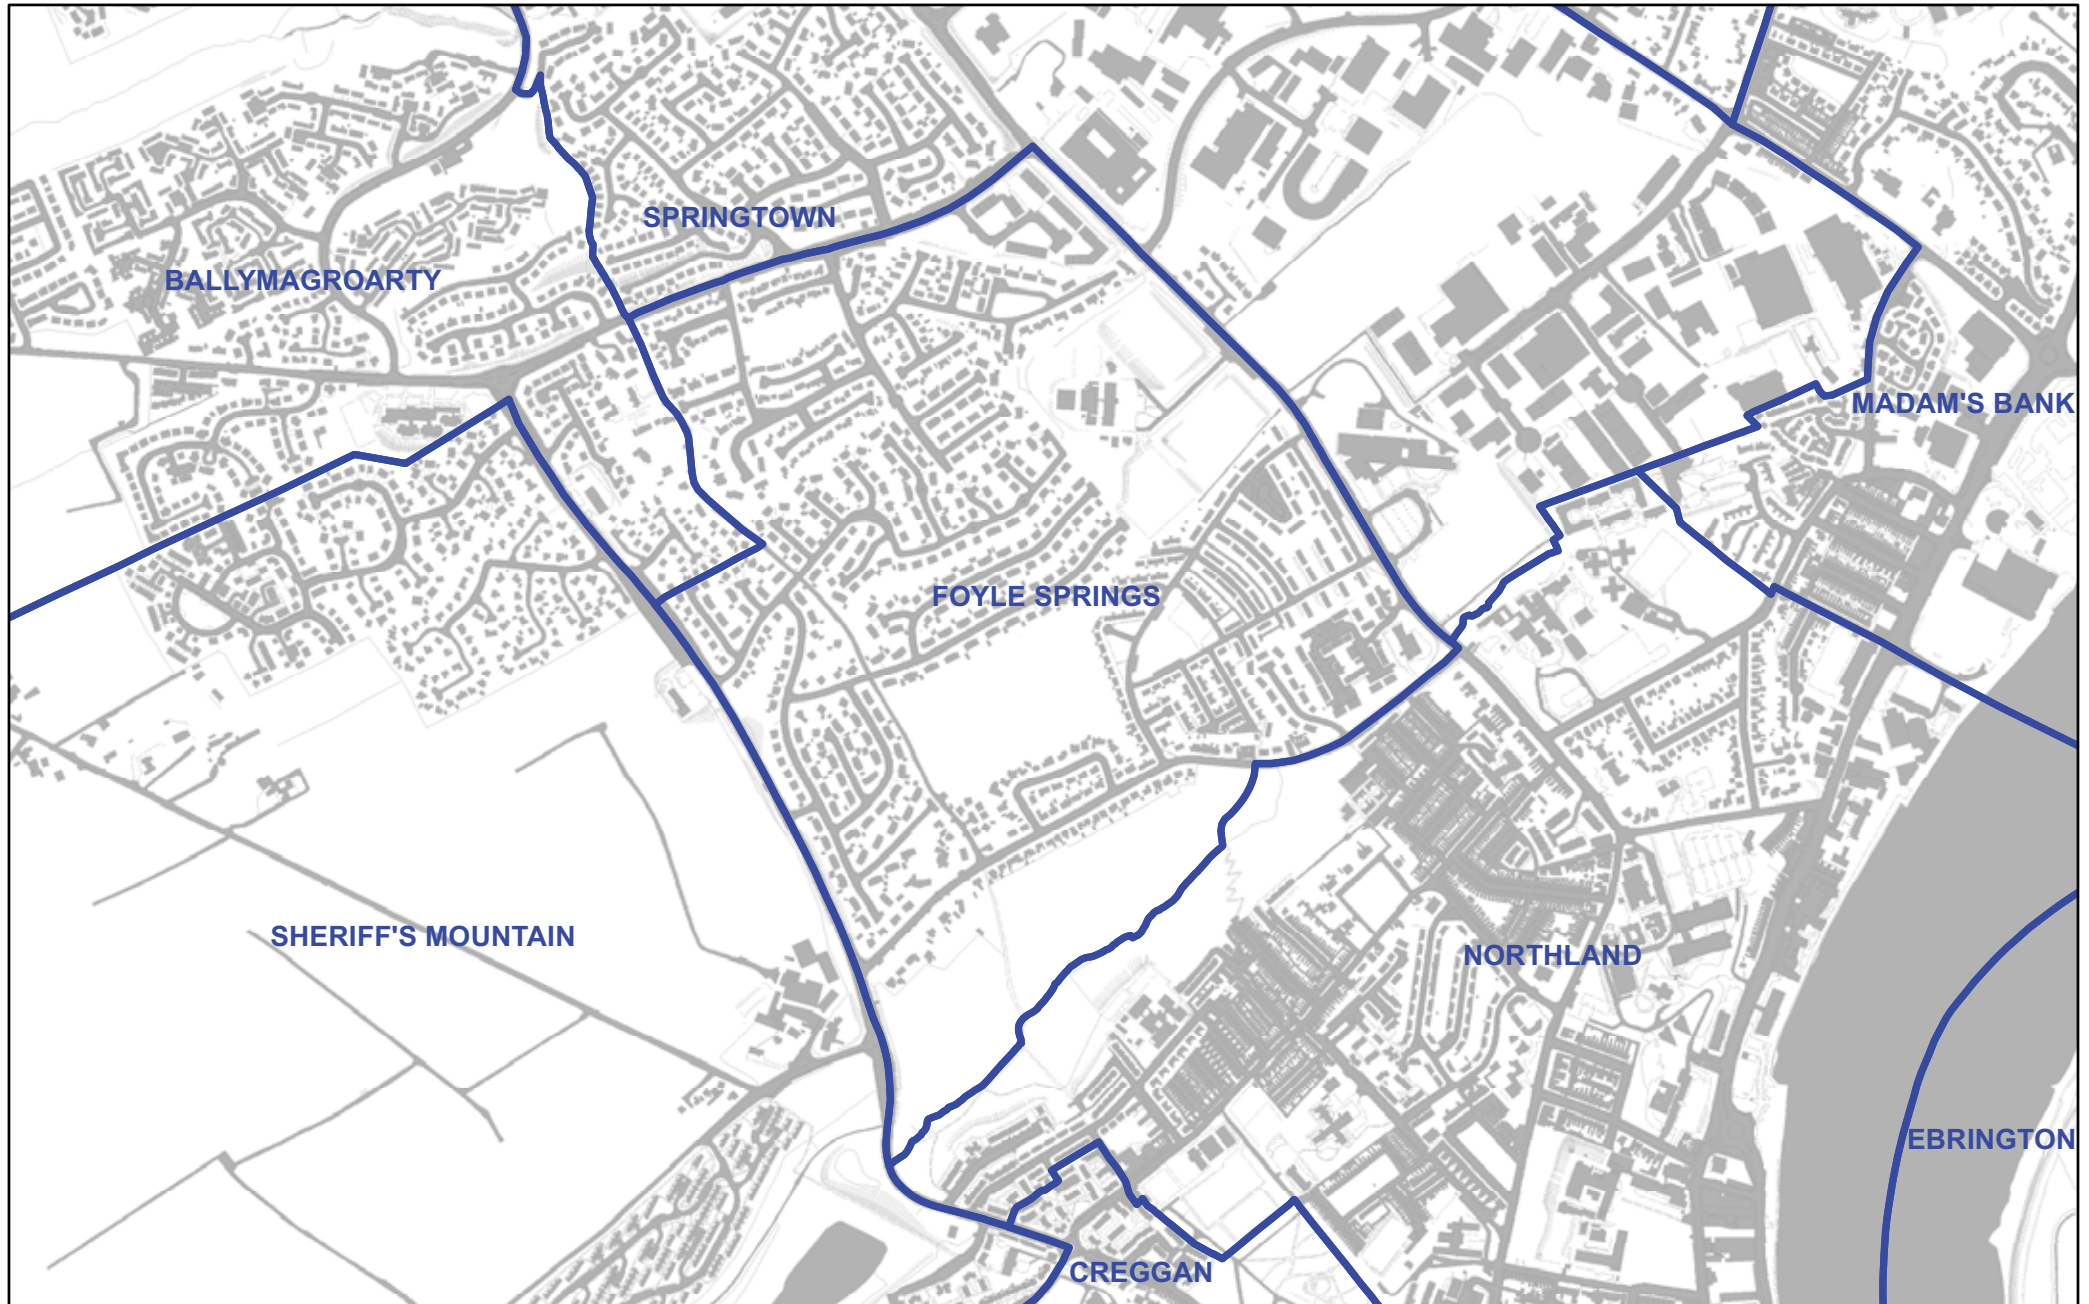 SPRINGTOWN
BALLYMAGROARTY
MADAM'S BANK
FOYLE SPRINGS
SHERIFF'S MOUNTAIN
NORTHLAND
EBRINGTON
CREGGAN